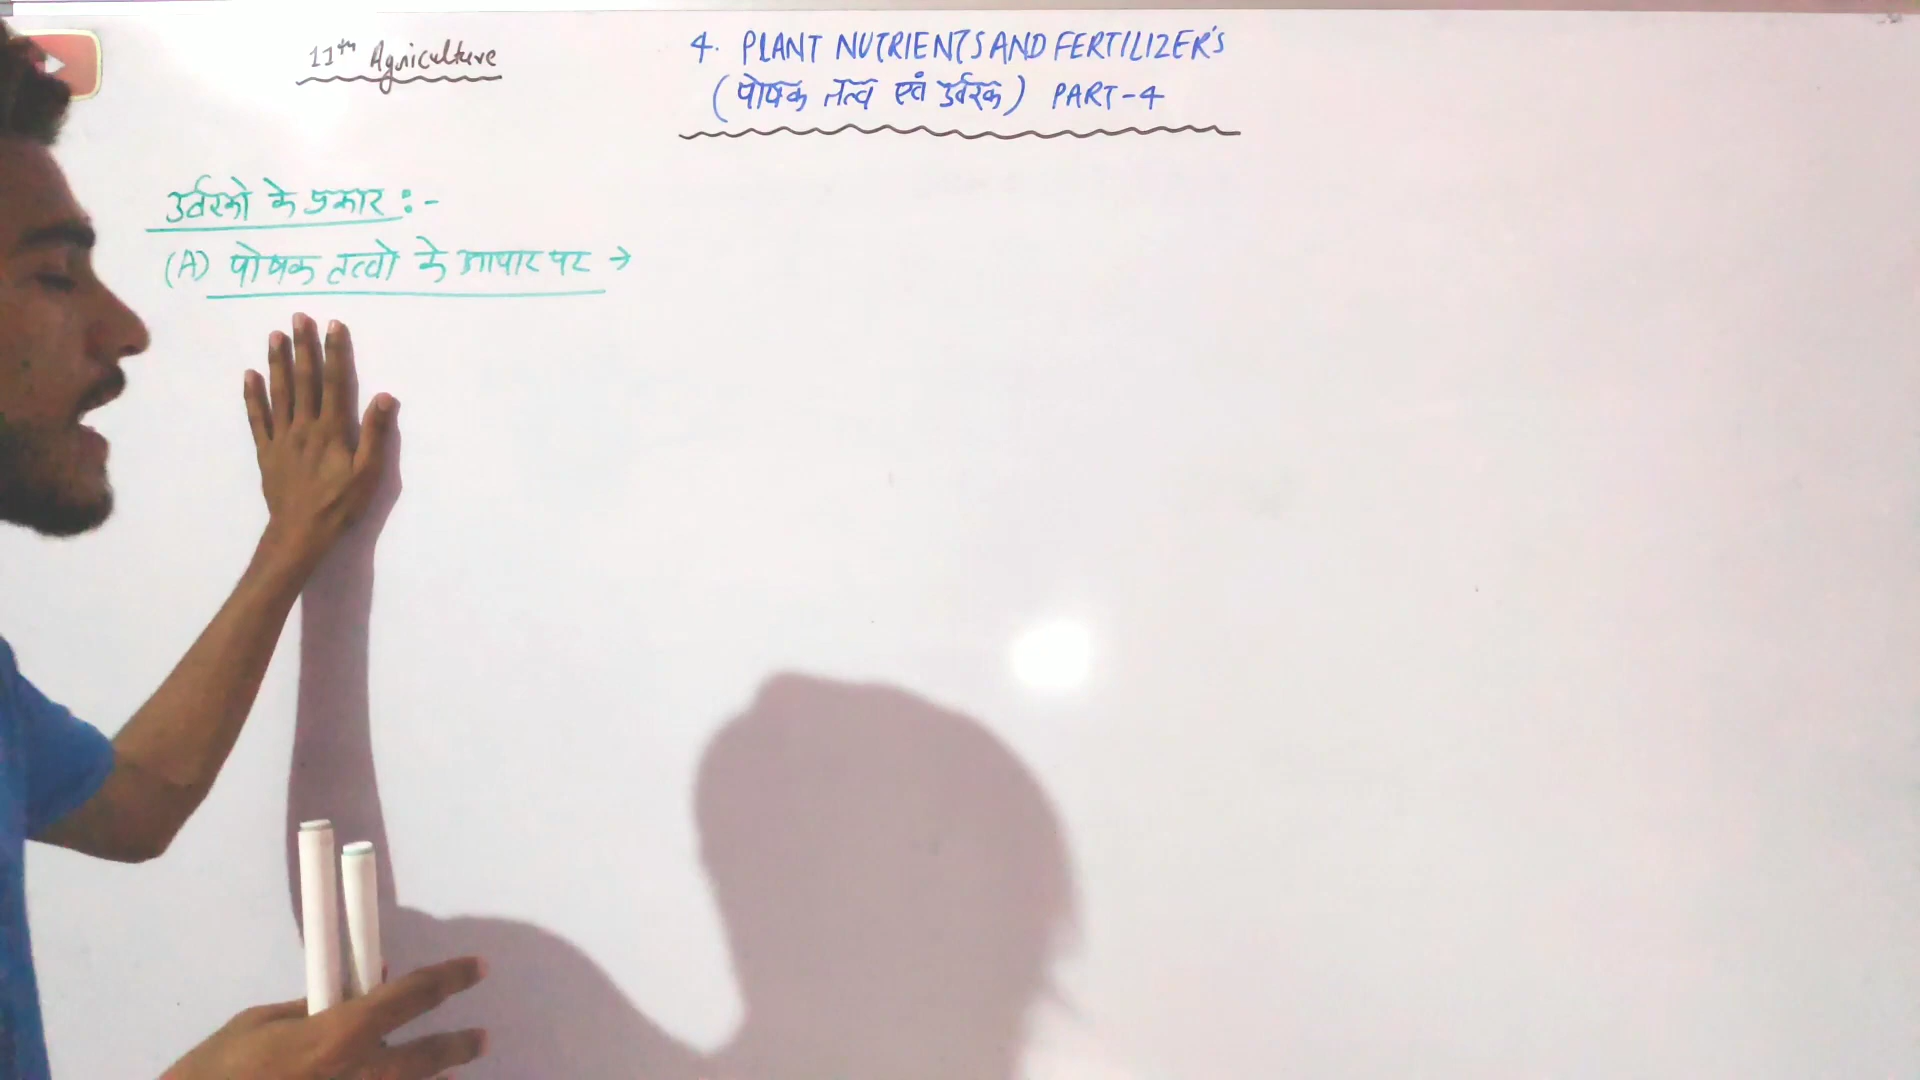 11th Agriculture
4. PLANT NUTRIENTS AND FERTILIZER'S
(पोषक तत्व एवं उर्वरक) PART-4
उर्वरको के प्रकार :-
(A) पोषक तत्वो के आधार पर →